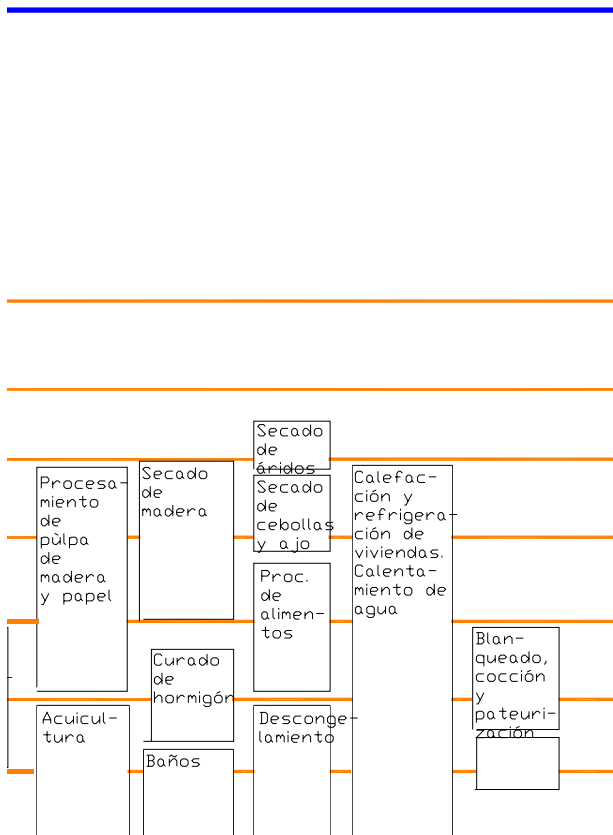 Secado
de
áridos
Procesa-
miento
de
pùlpa
de
madera
y papel
Secado
de
madera
Secado
de
cebollas
y ajo
Calefac-
ción y
refrigera-
ción de
viviendas.
Calenta-
miento de
agua
Proc.
de
alimen-
tos
Blan-
queado,
cocción
y
pateuri-
zación
Curado
de
hormigón
Acuicul-
tura
Desconge-
lamiento
Baños